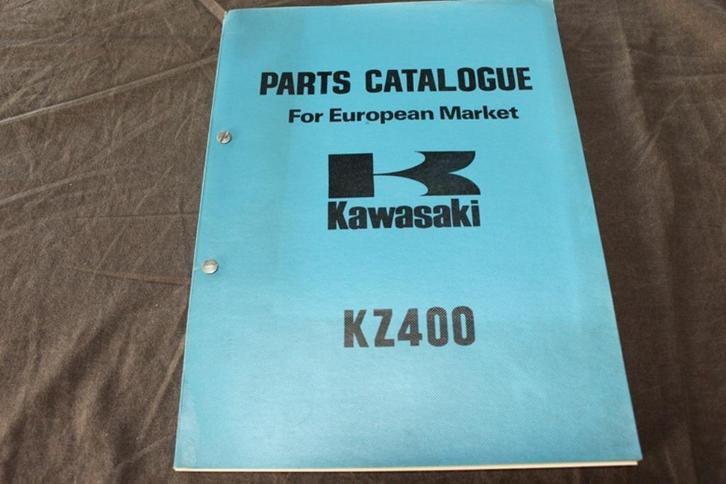 PARTS CATALOGUE
For European Market
Kawasaki
KZ400